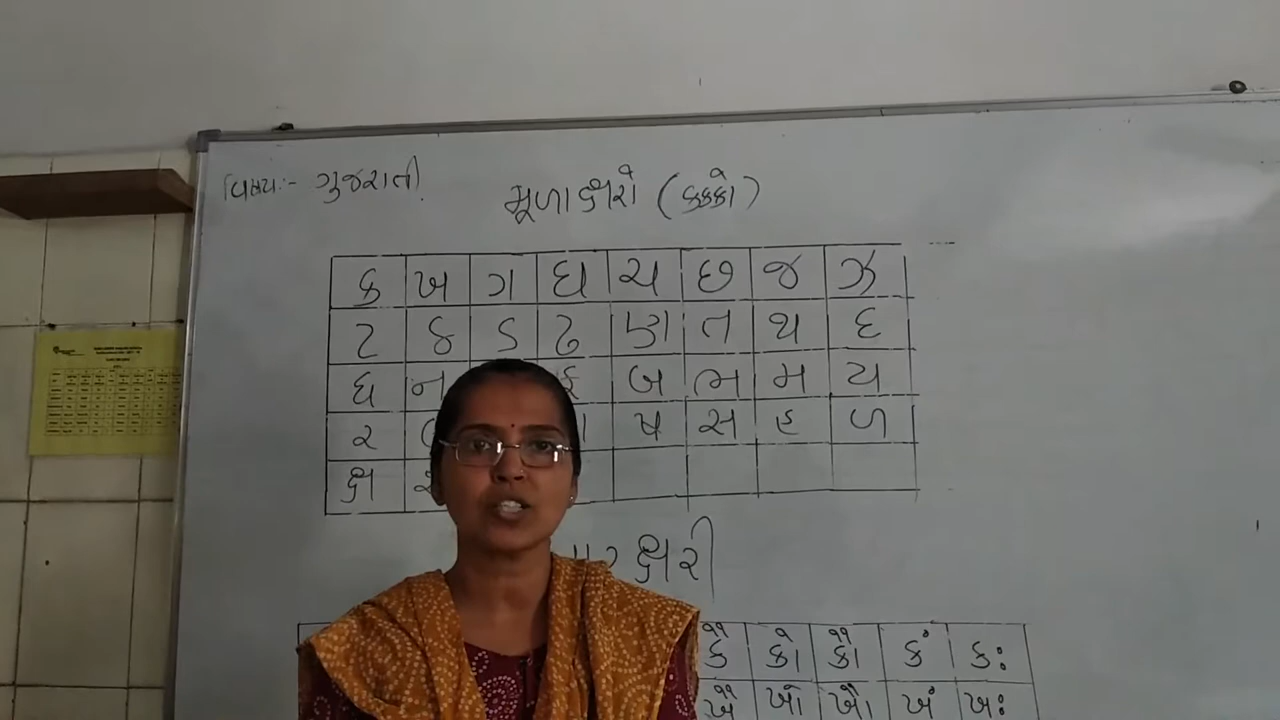 વિષય:- ગુજરાતી.
મૂળાક્ષરો (કક્કો)
ક ખ ગ ઘ ચ છ જ ઝ
ટ ઠ ડ ઢ ણ ત થ દ
ધ ન ફ બ ભ મ ય
ર ષ સ હ ળ
ક્ષ
ક્ષરી
કૈ કો કૌ કં કઃ
ખૈ ખો ખૌ ખં ખઃ